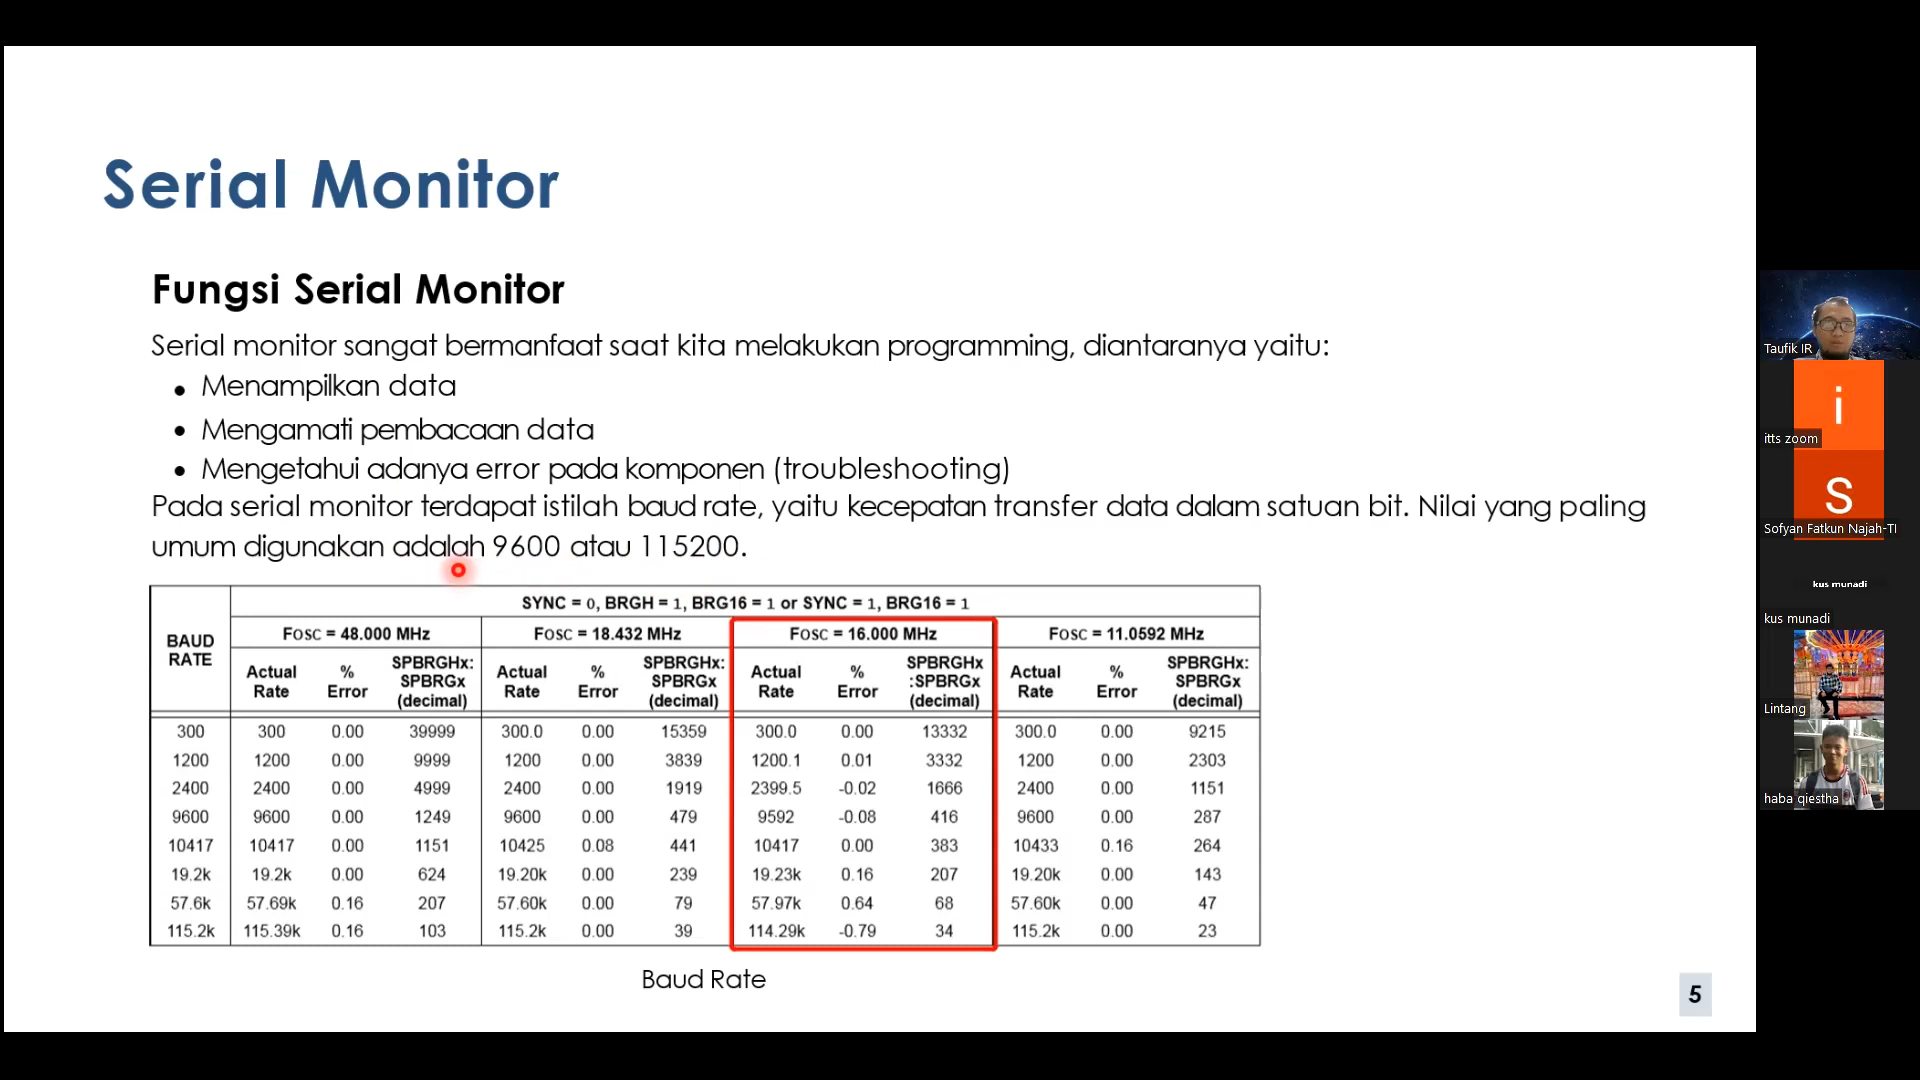 Serial Monitor
Fungsi Serial Monitor
Serial monitor sangat bermanfaat saat kita melakukan programming, diantaranya yaitu:
• Menampilkan data
• Mengamati pembacaan data
• Mengetahui adanya error pada komponen (troubleshooting)
Pada serial monitor terdapat istilah baud rate, yaitu kecepatan transfer data dalam satuan bit. Nilai yang paling
umum digunakan adalah 9600 atau 115200.
SYNC = 0, BRGH = 1, BRG16 = 1 or SYNC = 1, BRG16 = 1
BAUD RATE
FOSC = 48.000 MHz FOSC = 18.432 MHz FOSC = 16.000 MHz FOSC = 11.0592 MHz
Actual Rate % Error SPBRGHx: SPBRGx (decimal) Actual Rate % Error SPBRGHx: SPBRGx (decimal) Actual Rate % Error SPBRGHx :SPBRGx (decimal) Actual Rate % Error SPBRGHx: SPBRGx (decimal)
300 300 0.00 39999 300.0 0.00 15359 300.0 0.00 13332 300.0 0.00 9215
1200 1200 0.00 9999 1200 0.00 3839 1200.1 0.01 3332 1200 0.00 2303
2400 2400 0.00 4999 2400 0.00 1919 2399.5 -0.02 1666 2400 0.00 1151
9600 9600 0.00 1249 9600 0.00 479 9592 -0.08 416 9600 0.00 287
10417 10417 0.00 1151 10425 0.08 441 10417 0.00 383 10433 0.16 264
19.2k 19.2k 0.00 624 19.20k 0.00 239 19.23k 0.16 207 19.20k 0.00 143
57.6k 57.69k 0.16 207 57.60k 0.00 79 57.97k 0.64 68 57.60k 0.00 47
115.2k 115.39k 0.16 103 115.2k 0.00 39 114.29k -0.79 34 115.2k 0.00 23
Baud Rate
5
Taufik IR
i
itts zoom
S
Sofyan Fatkun Najah-TI
kus munadi
kus munadi
Lintang
haba qiestha